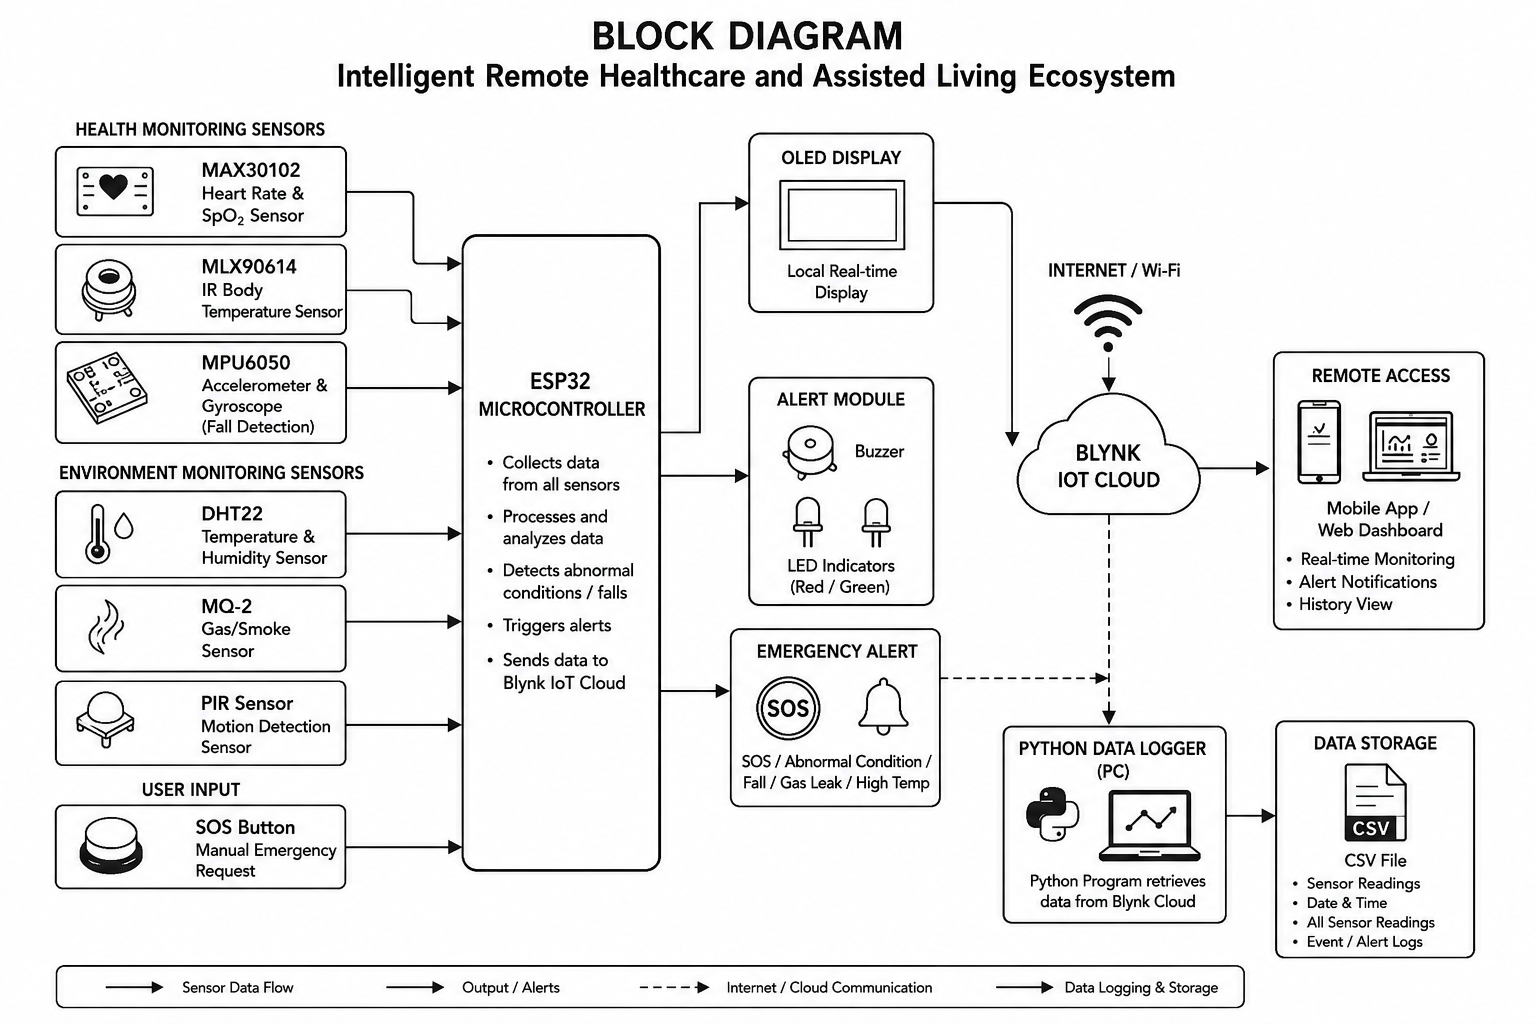 BLOCK DIAGRAM
Intelligent Remote Healthcare and Assisted Living Ecosystem
HEALTH MONITORING SENSORS
MAX30102
Heart Rate &
SpO₂ Sensor
MLX90614
IR Body
Temperature Sensor
MPU6050
Accelerometer &
Gyroscope
(Fall Detection)
ENVIRONMENT MONITORING SENSORS
DHT22
Temperature &
Humidity Sensor
MQ-2
Gas/Smoke
Sensor
PIR Sensor
Motion Detection
Sensor
USER INPUT
SOS Button
Manual Emergency
Request
ESP32
MICROCONTROLLER
• Collects data
from all sensors
• Processes and
analyzes data
• Detects abnormal
conditions / falls
• Triggers alerts
• Sends data to
Blynk IoT Cloud
OLED DISPLAY
Local Real-time
Display
ALERT MODULE
Buzzer
LED Indicators
(Red / Green)
EMERGENCY ALERT
SOS
SOS / Abnormal Condition /
Fall / Gas Leak / High Temp
INTERNET / Wi-Fi
BLYNK
IOT CLOUD
REMOTE ACCESS
Mobile App /
Web Dashboard
• Real-time Monitoring
• Alert Notifications
• History View
PYTHON DATA LOGGER
(PC)
Python Program retrieves
data from Blynk Cloud
DATA STORAGE
CSV
CSV File
• Sensor Readings
• Date & Time
• All Sensor Readings
• Event / Alert Logs
Sensor Data Flow
Output / Alerts
Internet / Cloud Communication
Data Logging & Storage